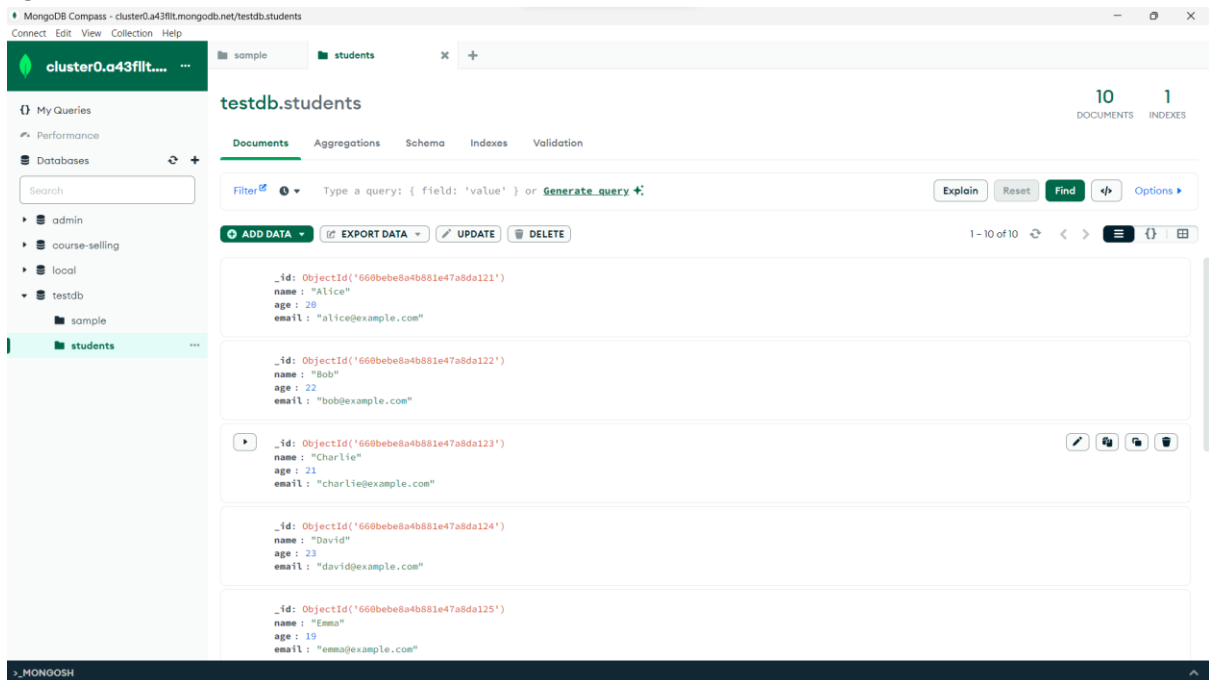 MongoDB Compass - cluster0.a43fllt.mongodb.net/testdb.students
Connect Edit View Collection Help
cluster0.a43fllt.... ...
sample
students
{} My Queries
Performance
Databases
Search
admin
course-selling
local
testdb
sample
students
testdb.students
10
DOCUMENTS
1
INDEXES
Documents Aggregations Schema Indexes Validation
Filter Type a query: { field: 'value' } or Generate query
Explain Reset Find </> Options
ADD DATA EXPORT DATA UPDATE DELETE
1 – 10 of 10 {}
_id: ObjectId('660bebe8a4b881e47a8da121')
name : "Alice"
age : 20
email : "alice@example.com"
_id: ObjectId('660bebe8a4b881e47a8da122')
name : "Bob"
age : 22
email : "bob@example.com"
_id: ObjectId('660bebe8a4b881e47a8da123')
name : "Charlie"
age : 21
email : "charlie@example.com"
_id: ObjectId('660bebe8a4b881e47a8da124')
name : "David"
age : 23
email : "david@example.com"
_id: ObjectId('660bebe8a4b881e47a8da125')
name : "Emma"
age : 19
email : "emma@example.com"
>_MONGOSH